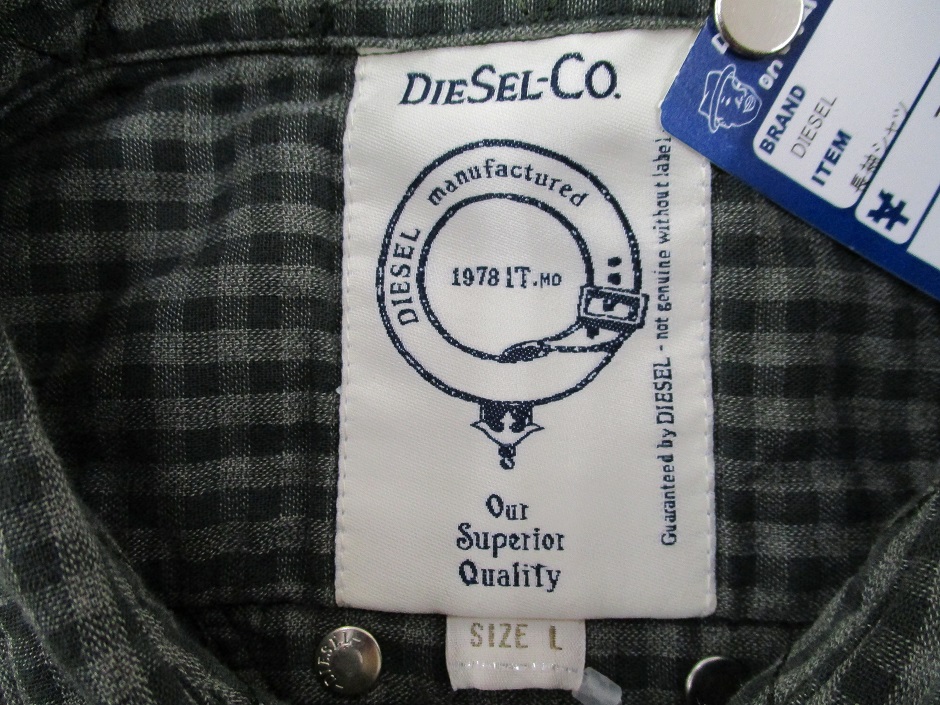 DIESEL-CO.
DIESEL manufactured
1978 IT.MO
Our
Superior
Quality
Guaranteed by DIESEL - not genuine without label
SIZE L
DIESEL
on
BRAND
DIESEL
ITEM
長袖シャツ